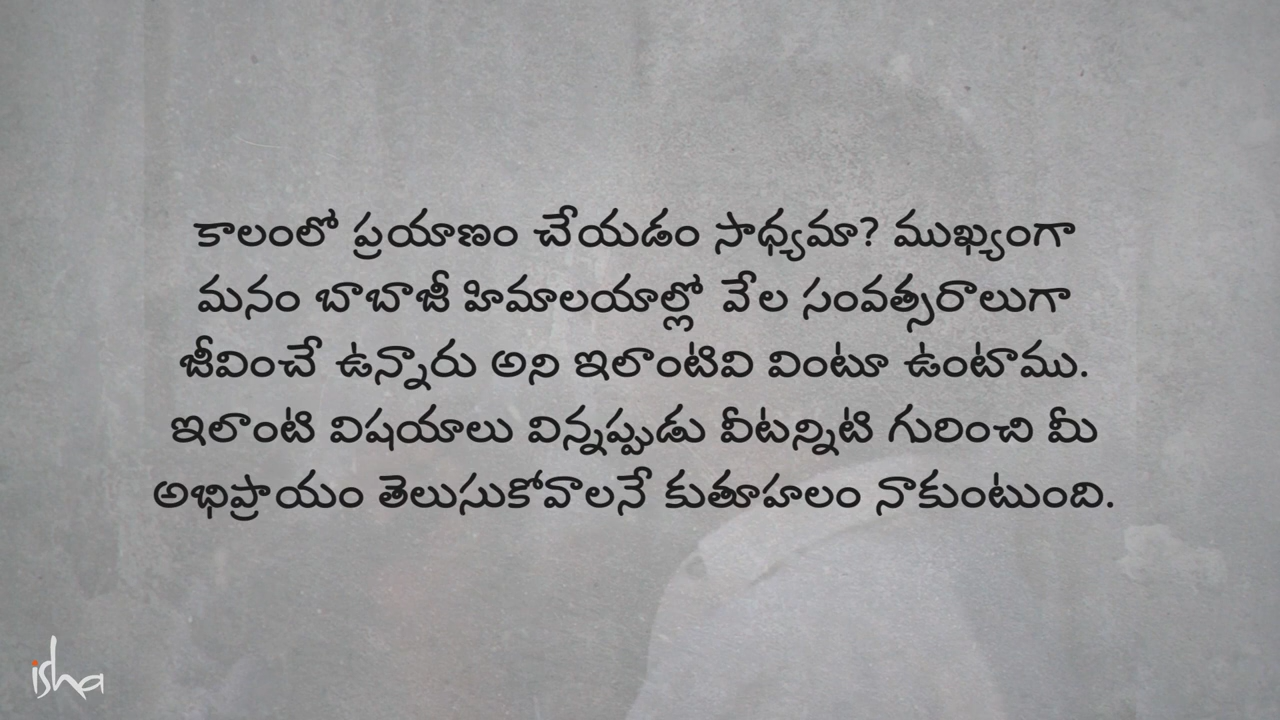 కాలంలో ప్రయాణం చేయడం సాధ్యమా? ముఖ్యంగా
మనం బాబాజీ హిమాలయాల్లో వేల సంవత్సరాలుగా
జీవించే ఉన్నారు అని ఇలాంటివి వింటూ ఉంటాము.
ఇలాంటి విషయాలు విన్నప్పుడు వీటన్నిటి గురించి మీ
అభిప్రాయం తెలుసుకోవాలనే కుతూహలం నాకుంటుంది.
isha